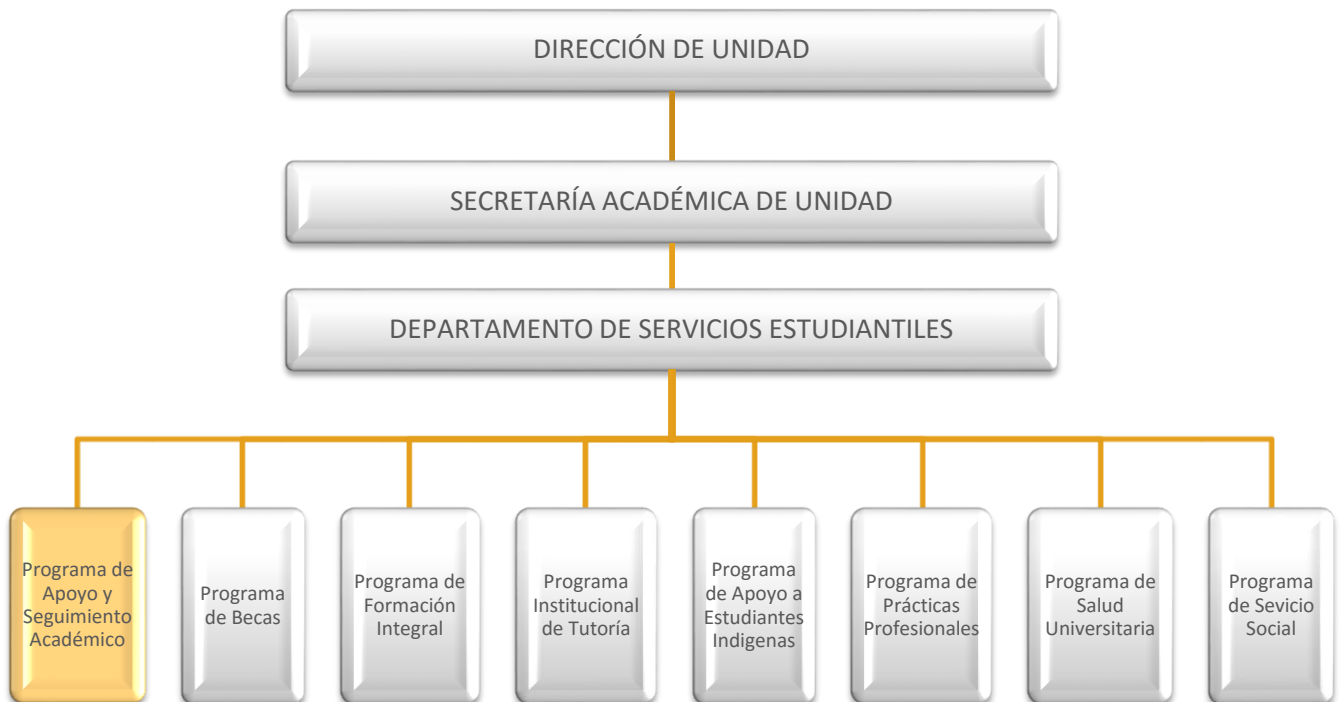 DIRECCIÓN DE UNIDAD
SECRETARÍA ACADÉMICA DE UNIDAD
DEPARTAMENTO DE SERVICIOS ESTUDIANTILES
Programa de
Apoyo y
Seguimiento
Académico
Programa
de Becas
Programa de
Formación
Integral
Programa
Institucional
de Tutoría
Programa
de Apoyo a
Estudiantes
Indigenas
Programa de
Prácticas
Profesionales
Programa de
Salud
Universitaria
Programa
de Sevicio
Social